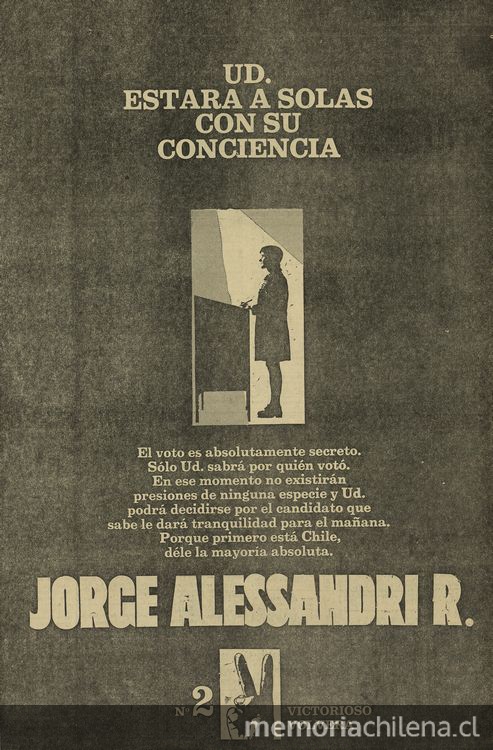 UD.
ESTARA A SOLAS
CON SU
CONCIENCIA
El voto es absolutamente secreto.
Sólo Ud. sabrá por quién votó.
En ese momento no existirán
presiones de ninguna especie y Ud.
podrá decidirse por el candidato que
sabe le dará tranquilidad para el mañana.
Porque primero está Chile,
déle la mayoría absoluta.
JORGE ALESSANDRI R.
Nº 2 VICTORIOSO
VOLVERA
memoriachilena.cl